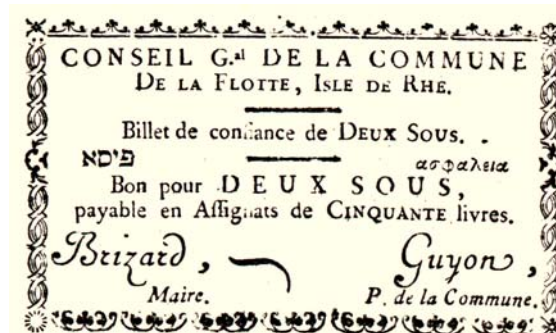 CONSEIL G.al DE LA COMMUNE
DE LA FLOTTE, ISLE DE RHE.
Billet de confiance de DEUX SOUS.
פיסא ασφαλεια
Bon pour DEUX SOUS,
payable en Aſſignats de CINQUANTE livres.
Brizard, Guyon,
Maire. P. de la Commune.